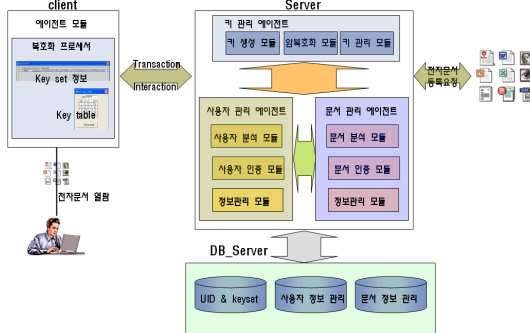 client
에이전트 모듈
복호화 프로세서
Key set 정보
Key table
전자문서 열람
Transaction
Interaction
Server
키 관리 에이전트
키 생성 모듈
암복호화 모듈
키 관리 모듈
사용자 관리 에이전트
사용자 분석 모듈
사용자 인증 모듈
정보관리 모듈
문서 관리 에이전트
문서 분석 모듈
문서 인증 모듈
정보관리 모듈
전자문서
등록요청
DB_Server
UID & keyset
사용자 정보 관리
문서 정보 관리